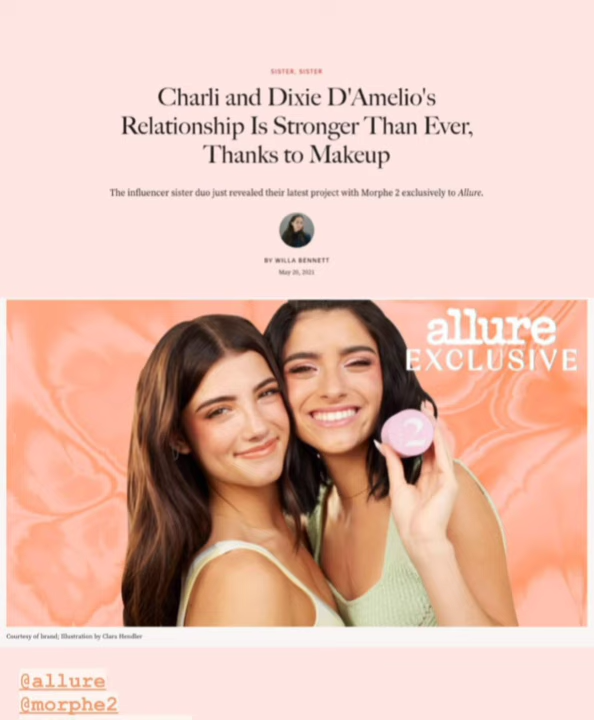 SISTER, SISTER
Charli and Dixie D'Amelio's
Relationship Is Stronger Than Ever,
Thanks to Makeup
The influencer sister duo just revealed their latest project with Morphe 2 exclusively to Allure.
BY WILLA BENNETT
May 20, 2021
allure
EXCLUSIVE
2
Courtesy of brand; Illustration by Clara Hendler
@allure
@morphe2